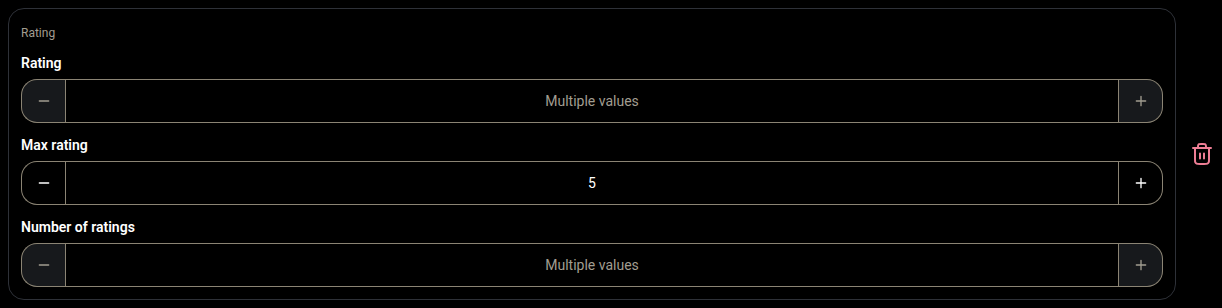 Rating
Rating
Multiple values
Max rating
5
Number of ratings
Multiple values